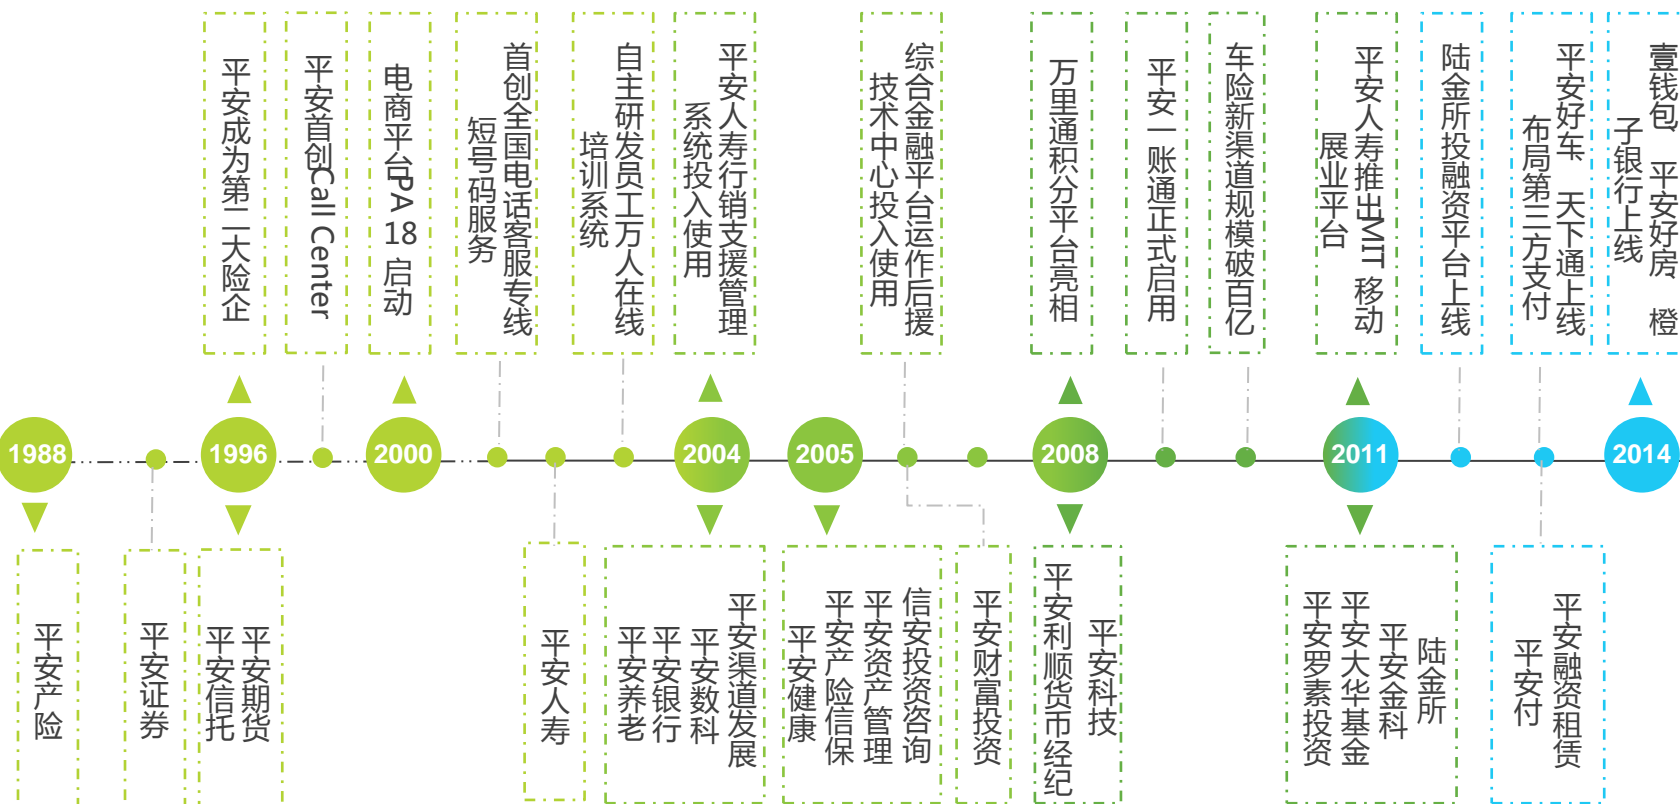 平安成为第二大险企
平安首创Call Center
电商平台PA 18 启动
首创全国电话客服专线
短号码服务
自主研发员工万人在线
培训系统
平安人寿行销支援管理
系统投入使用
综合金融平台运作后援
技术中心投入使用
万里通积分平台亮相
平安一账通正式启用
车险新渠道规模破百亿
平安人寿推出MIT 移动
展业平台
陆金所投融资平台上线
平安好车、天下通上线
布局第三方支付
壹钱包、平安好房、橙
子银行上线
1988
1996
2000
2004
2005
2008
2011
2014
平安产险
平安证券
平安期货
平安信托
平安人寿
平安渠道发展
平安数科
平安银行
平安养老
信安投资咨询
平安资产管理
平安产险信保
平安健康
平安财富投资
平安科技
平安利顺货币经纪
陆金所
平安金科
平安大华基金
平安罗素投资
平安融资租赁
平安付